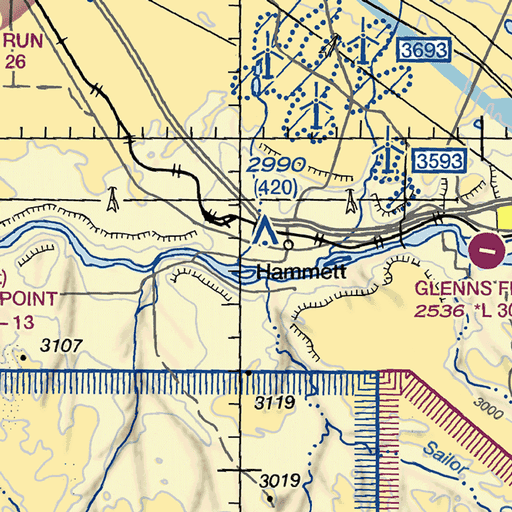 RUN
26
3693
3593
2990
(420)
Hammett
POINT
– 13
GLENNS F
2536 *L 30
3107
3119
3000
Sailor
3019